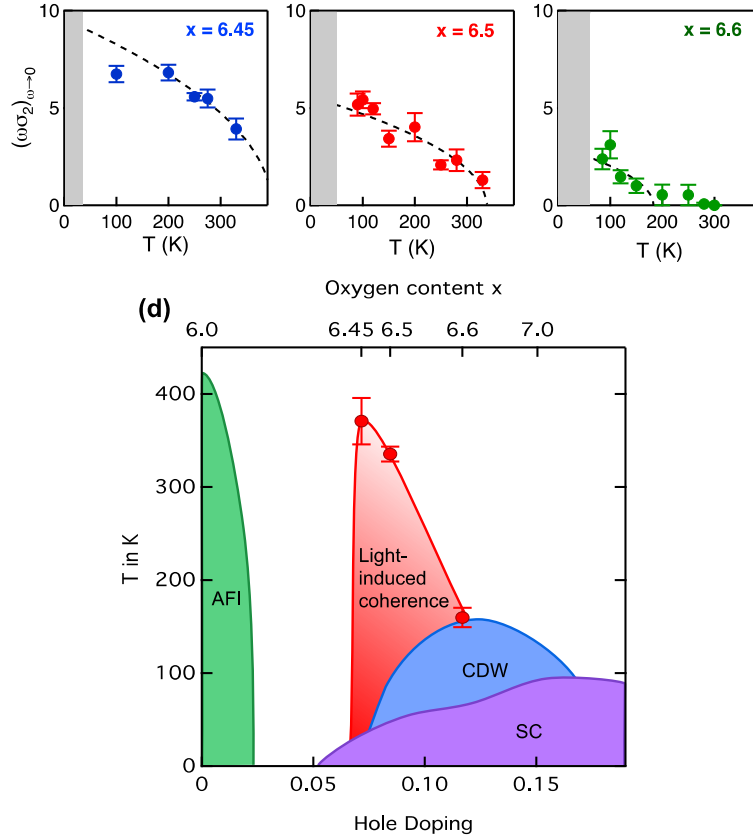 10
5
0
(ωσ₂)ω→0
x = 6.45
0 100 200 300
T (K)
10
5
0
x = 6.5
0 100 200 300
T (K)
10
5
0
x = 6.6
0 100 200 300
T (K)
Oxygen content x
(d)
6.0 6.45 6.5 6.6 7.0
400
300
200
100
0
T in K
AFI
Light-
induced
coherence
CDW
SC
0 0.05 0.10 0.15
Hole Doping